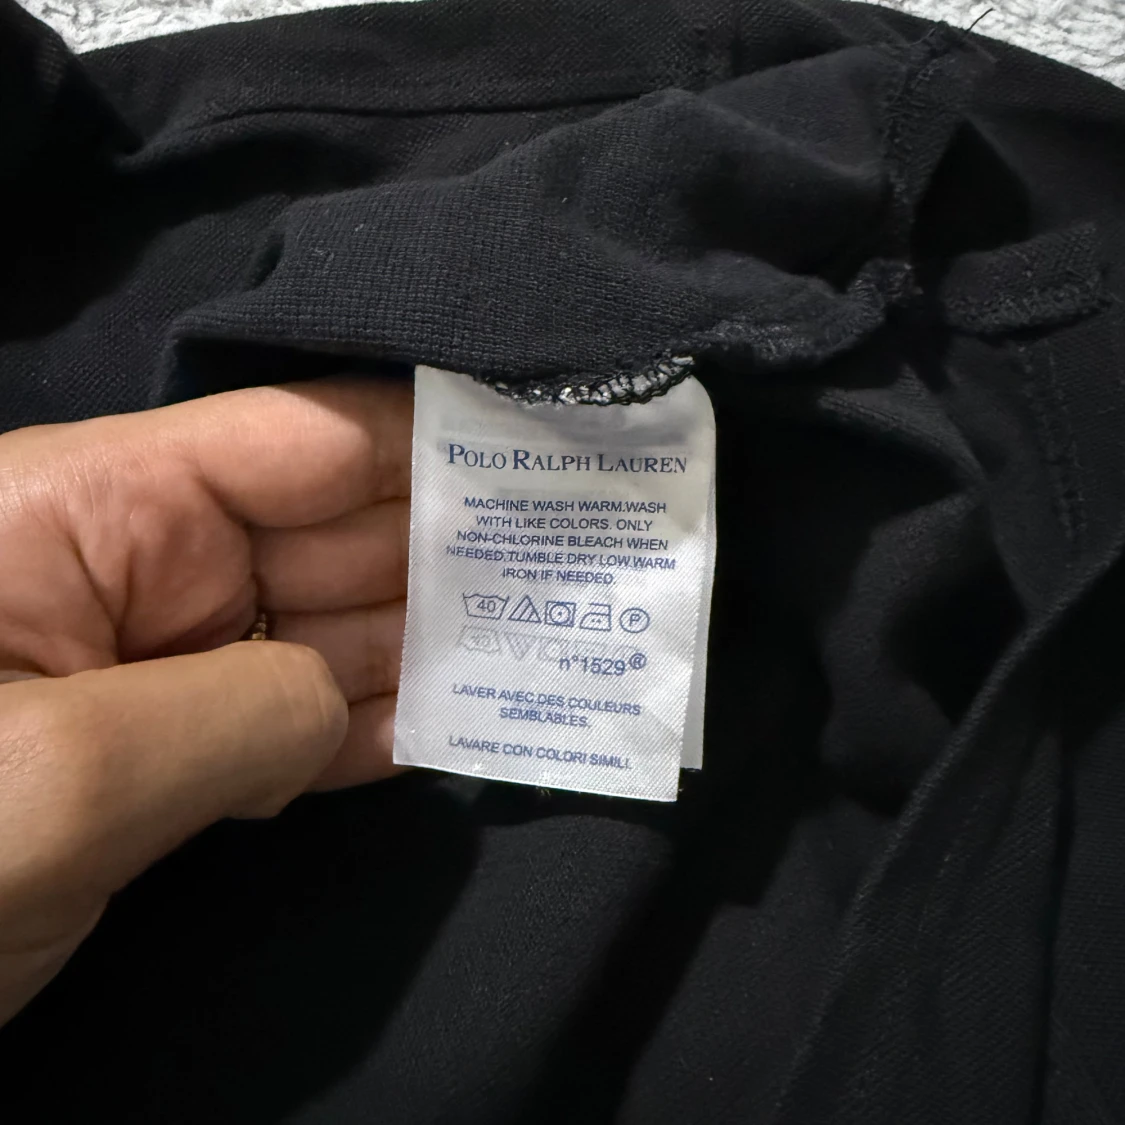 POLO RALPH LAUREN
MACHINE WASH WARM.WASH
WITH LIKE COLORS. ONLY
NON-CHLORINE BLEACH WHEN
NEEDED.TUMBLE DRY LOW.WARM
IRON IF NEEDED.
40 P
n°1529®
LAVER AVEC DES COULEURS
SEMBLABLES.
LAVARE CON COLORI SIMILI.